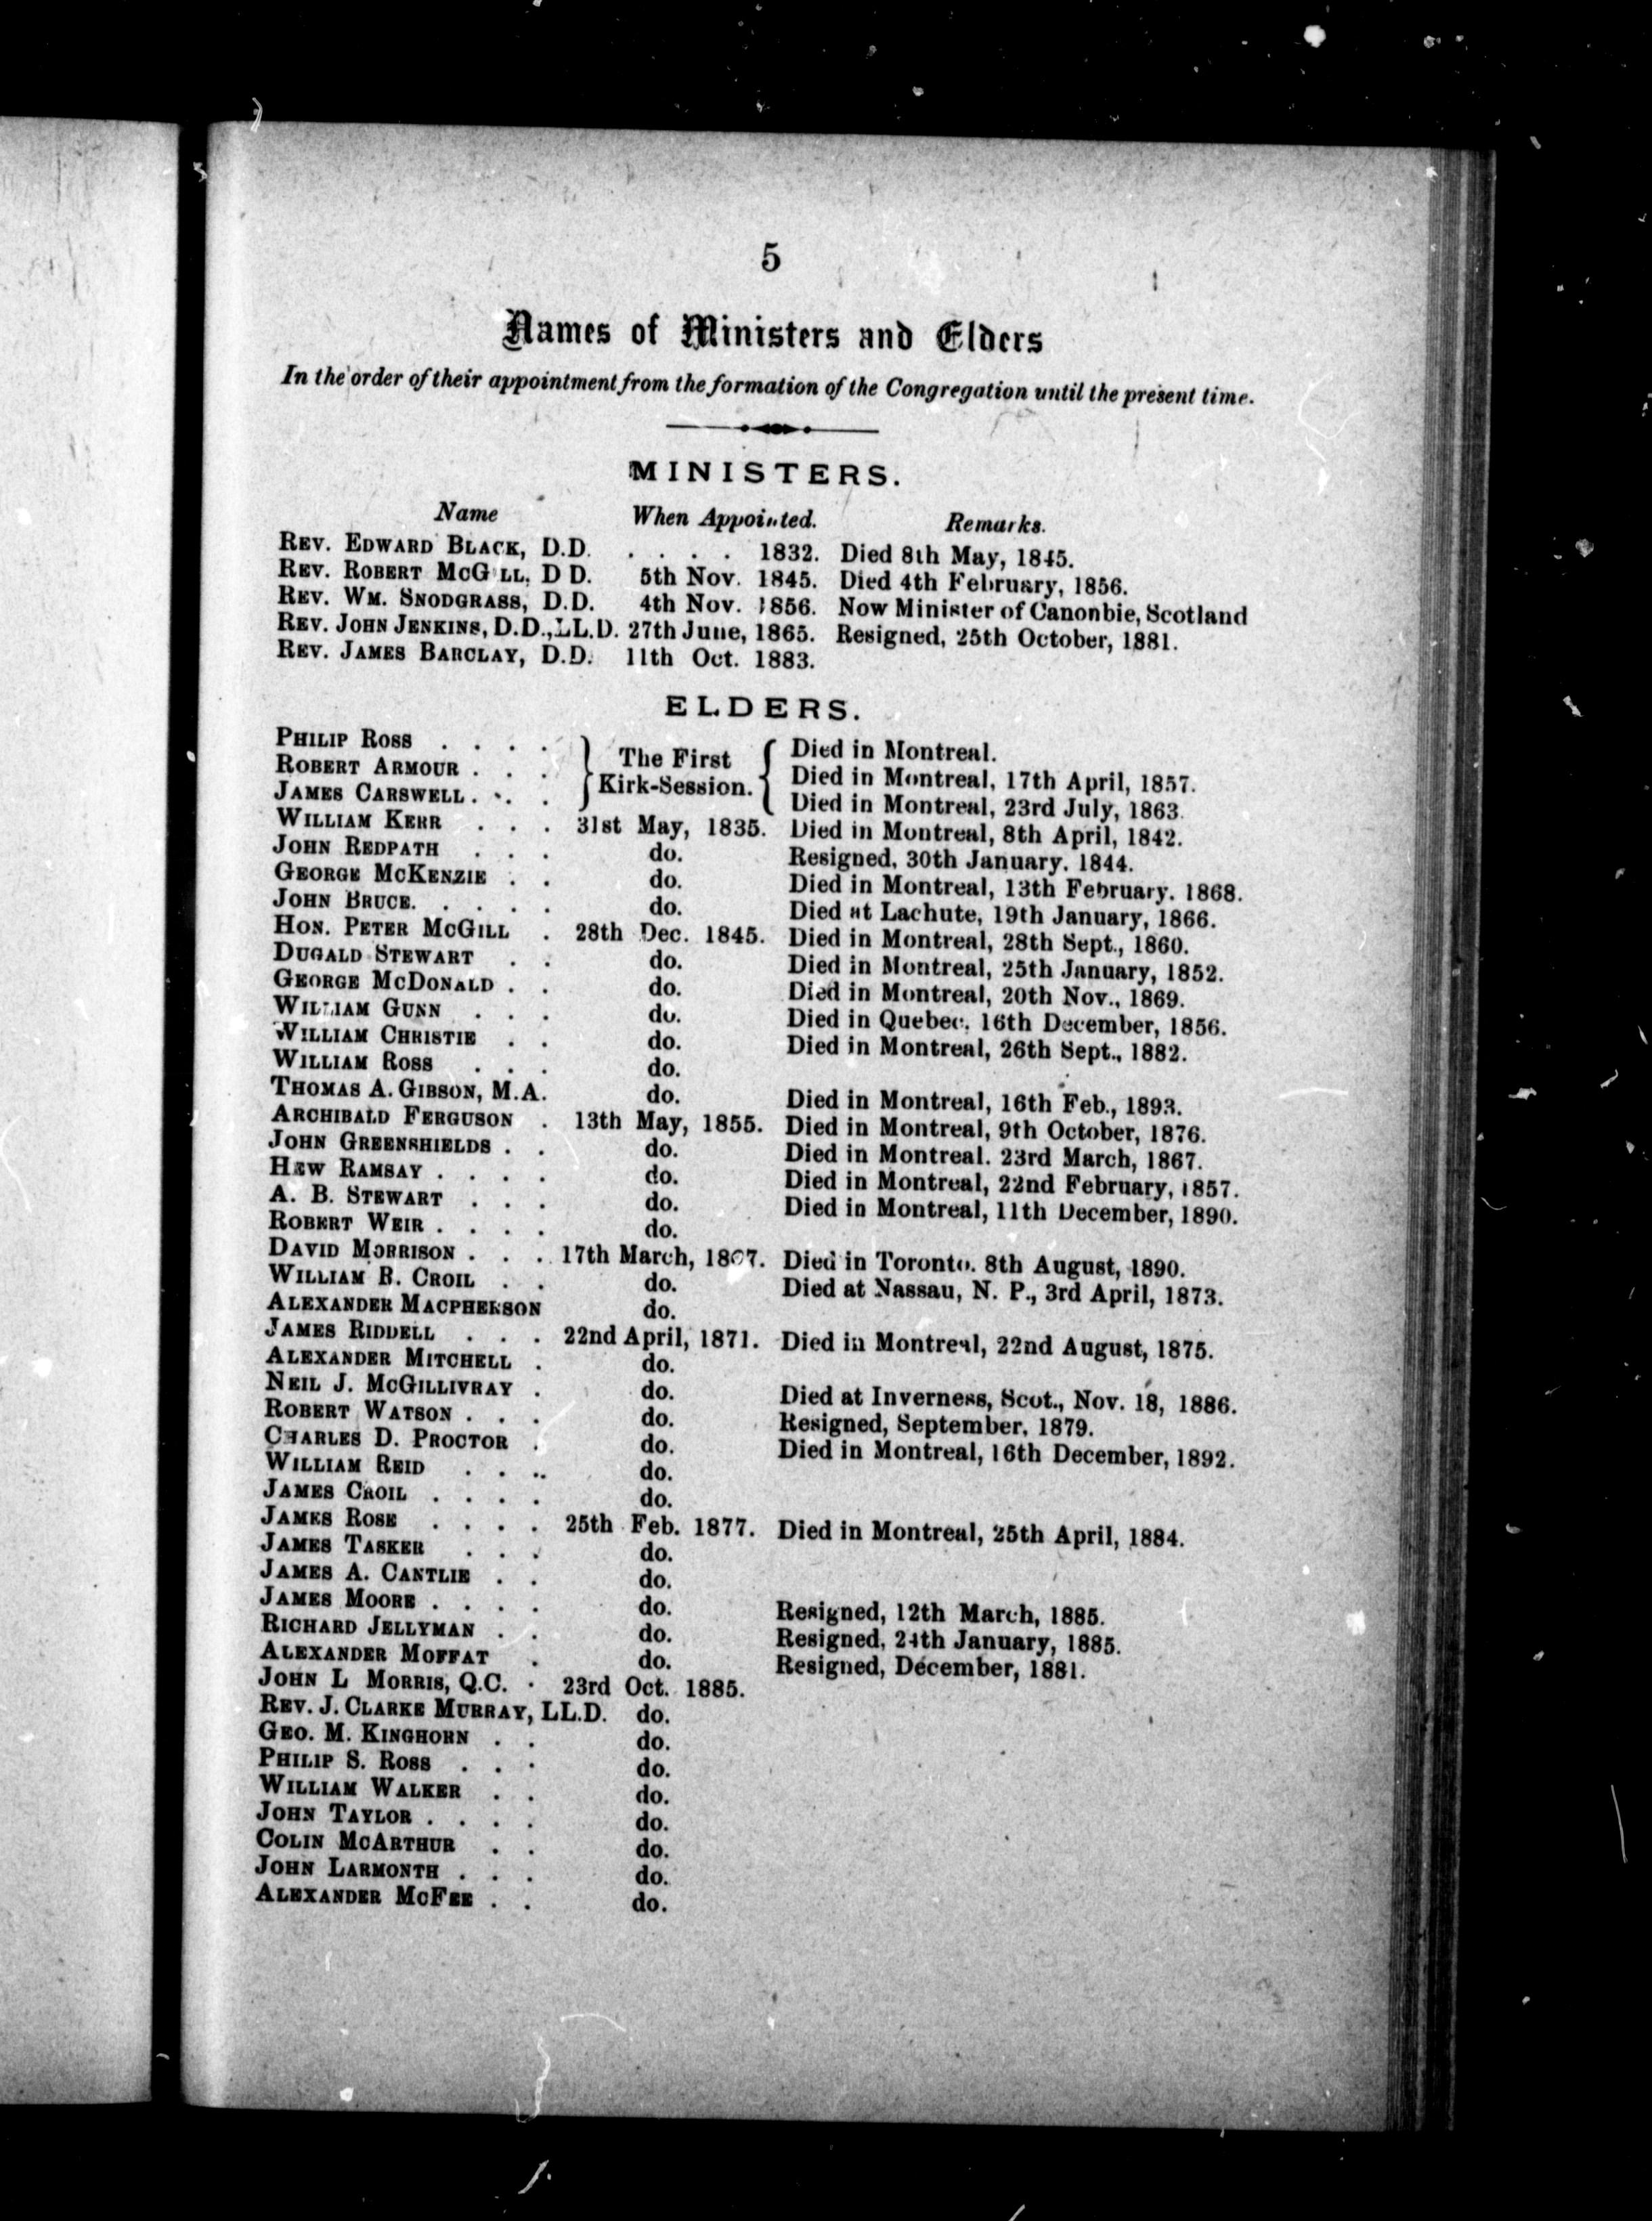 5
Names of Ministers and Elders
In the order of their appointment from the formation of the Congregation until the present time.
MINISTERS.
Name When Appointed. Remarks.
REV. EDWARD BLACK, D.D. . . . . 1832. Died 8th May, 1845.
REV. ROBERT McGILL, D D. 5th Nov. 1845. Died 4th February, 1856.
REV. WM. SNODGRASS, D.D. 4th Nov. 1856. Now Minister of Canonbie, Scotland
REV. JOHN JENKINS, D.D., LL.D. 27th June, 1865. Resigned, 25th October, 1881.
REV. JAMES BARCLAY, D.D. 11th Oct. 1883.
ELDERS.
PHILIP ROSS . . . . The First Died in Montreal.
ROBERT ARMOUR . . . Kirk-Session. Died in Montreal, 17th April, 1857.
JAMES CARSWELL . . . Died in Montreal, 23rd July, 1863.
WILLIAM KERR . . . 31st May, 1835. Died in Montreal, 8th April, 1842.
JOHN REDPATH . . . do. Resigned, 30th January, 1844.
GEORGE McKENZIE . . do. Died in Montreal, 13th February. 1868.
JOHN BRUCE. . . . . do. Died at Lachute, 19th January, 1866.
HON. PETER McGILL . 28th Dec. 1845. Died in Montreal, 28th Sept., 1860.
DUGALD STEWART . . do. Died in Montreal, 25th January, 1852.
GEORGE McDONALD . . do. Died in Montreal, 20th Nov., 1869.
WILLIAM GUNN . . . do. Died in Quebec, 16th December, 1856.
WILLIAM CHRISTIE . . do. Died in Montreal, 26th Sept., 1882.
WILLIAM ROSS . . . do.
THOMAS A. GIBSON, M.A. do. Died in Montreal, 16th Feb., 1893.
ARCHIBALD FERGUSON . 13th May, 1855. Died in Montreal, 9th October, 1876.
JOHN GREENSHIELDS . . do. Died in Montreal. 23rd March, 1867.
HEW RAMSAY . . . . do. Died in Montreal, 22nd February, 1857.
A. B. STEWART . . . do. Died in Montreal, 11th December, 1890.
ROBERT WEIR . . . . do.
DAVID MORRISON . . . 17th March, 1867. Died in Toronto. 8th August, 1890.
WILLIAM B. CROIL . . do. Died at Nassau, N. P., 3rd April, 1873.
ALEXANDER MACPHERSON do.
JAMES RIDDELL . . . 22nd April, 1871. Died in Montreal, 22nd August, 1875.
ALEXANDER MITCHELL . do.
NEIL J. McGILLIVRAY . do. Died at Inverness, Scot., Nov. 18, 1886.
ROBERT WATSON . . . do. Resigned, September, 1879.
CHARLES D. PROCTOR . do. Died in Montreal, 16th December, 1892.
WILLIAM REID . . . . do.
JAMES CROIL . . . . do.
JAMES ROSE . . . . 25th Feb. 1877. Died in Montreal, 25th April, 1884.
JAMES TASKER . . . do.
JAMES A. CANTLIE . . do.
JAMES MOORE . . . . do. Resigned, 12th March, 1885.
RICHARD JELLYMAN . . do. Resigned, 24th January, 1885.
ALEXANDER MOFFAT . do. Resigned, December, 1881.
JOHN L MORRIS, Q.C. . 23rd Oct. 1885.
REV. J. CLARKE MURRAY, LL.D. do.
GEO. M. KINGHORN . . do.
PHILIP S. ROSS . . . do.
WILLIAM WALKER . . do.
JOHN TAYLOR . . . . do.
COLIN McARTHUR . . do.
JOHN LARMONTH . . . do.
ALEXANDER McFEE . . do.